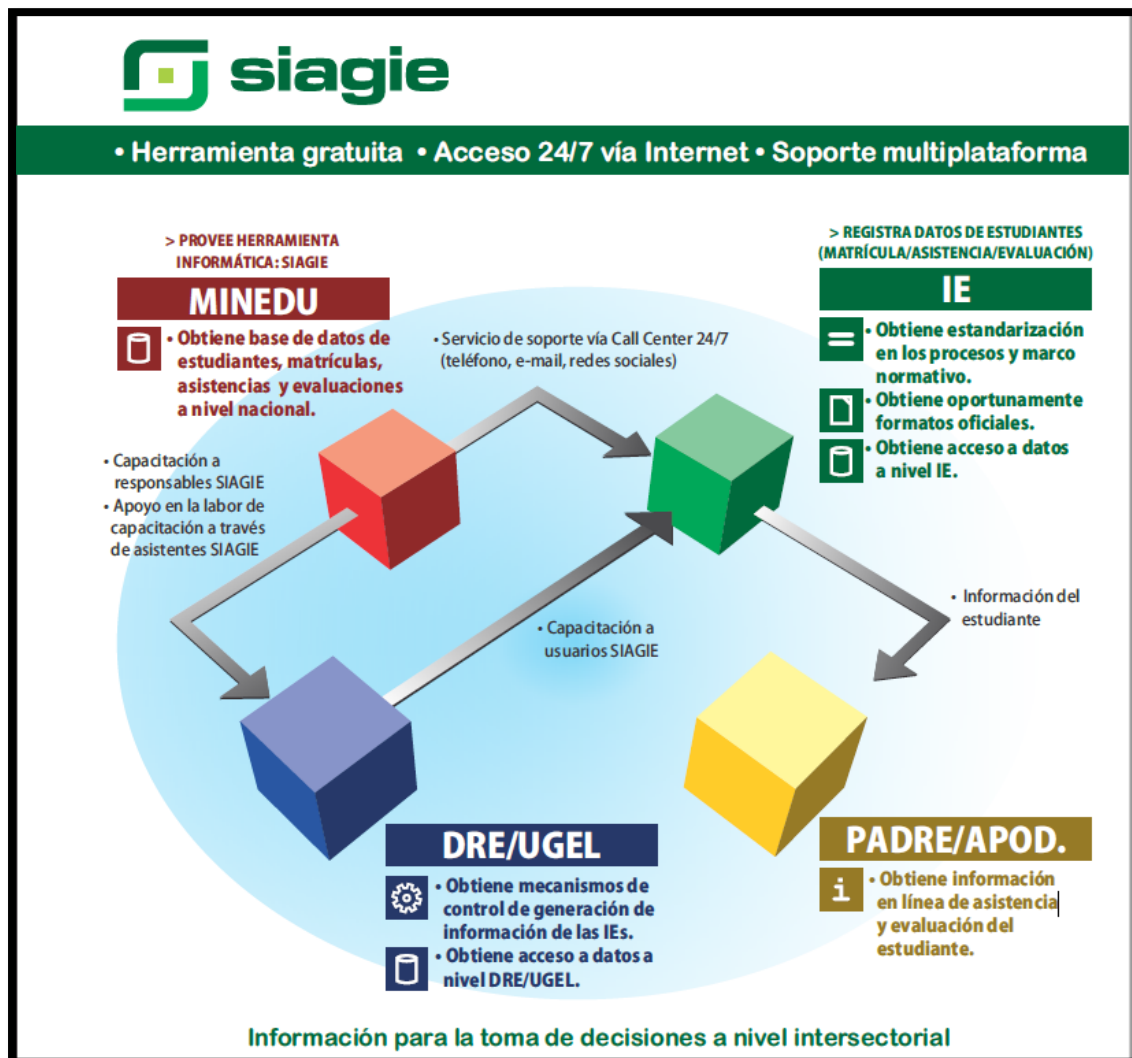 siagie
• Herramienta gratuita • Acceso 24/7 vía Internet • Soporte multiplataforma
> PROVEE HERRAMIENTA
INFORMÁTICA: SIAGIE
MINEDU
• Obtiene base de datos de
estudiantes, matrículas,
asistencias y evaluaciones
a nivel nacional.
• Servicio de soporte vía Call Center 24/7
(teléfono, e-mail, redes sociales)
> REGISTRA DATOS DE ESTUDIANTES
(MATRÍCULA/ASISTENCIA/EVALUACIÓN)
IE
• Obtiene estandarización
en los procesos y marco
normativo.
• Obtiene oportunamente
formatos oficiales.
• Obtiene acceso a datos
a nivel IE.
• Capacitación a
responsables SIAGIE
• Apoyo en la labor de
capacitación a través
de asistentes SIAGIE
• Capacitación a
usuarios SIAGIE
• Información del
estudiante
DRE/UGEL
• Obtiene mecanismos de
control de generación de
información de las IEs.
• Obtiene acceso a datos a
nivel DRE/UGEL.
PADRE/APOD.
i
• Obtiene información
en línea de asistencia
y evaluación del
estudiante.
Información para la toma de decisiones a nivel intersectorial